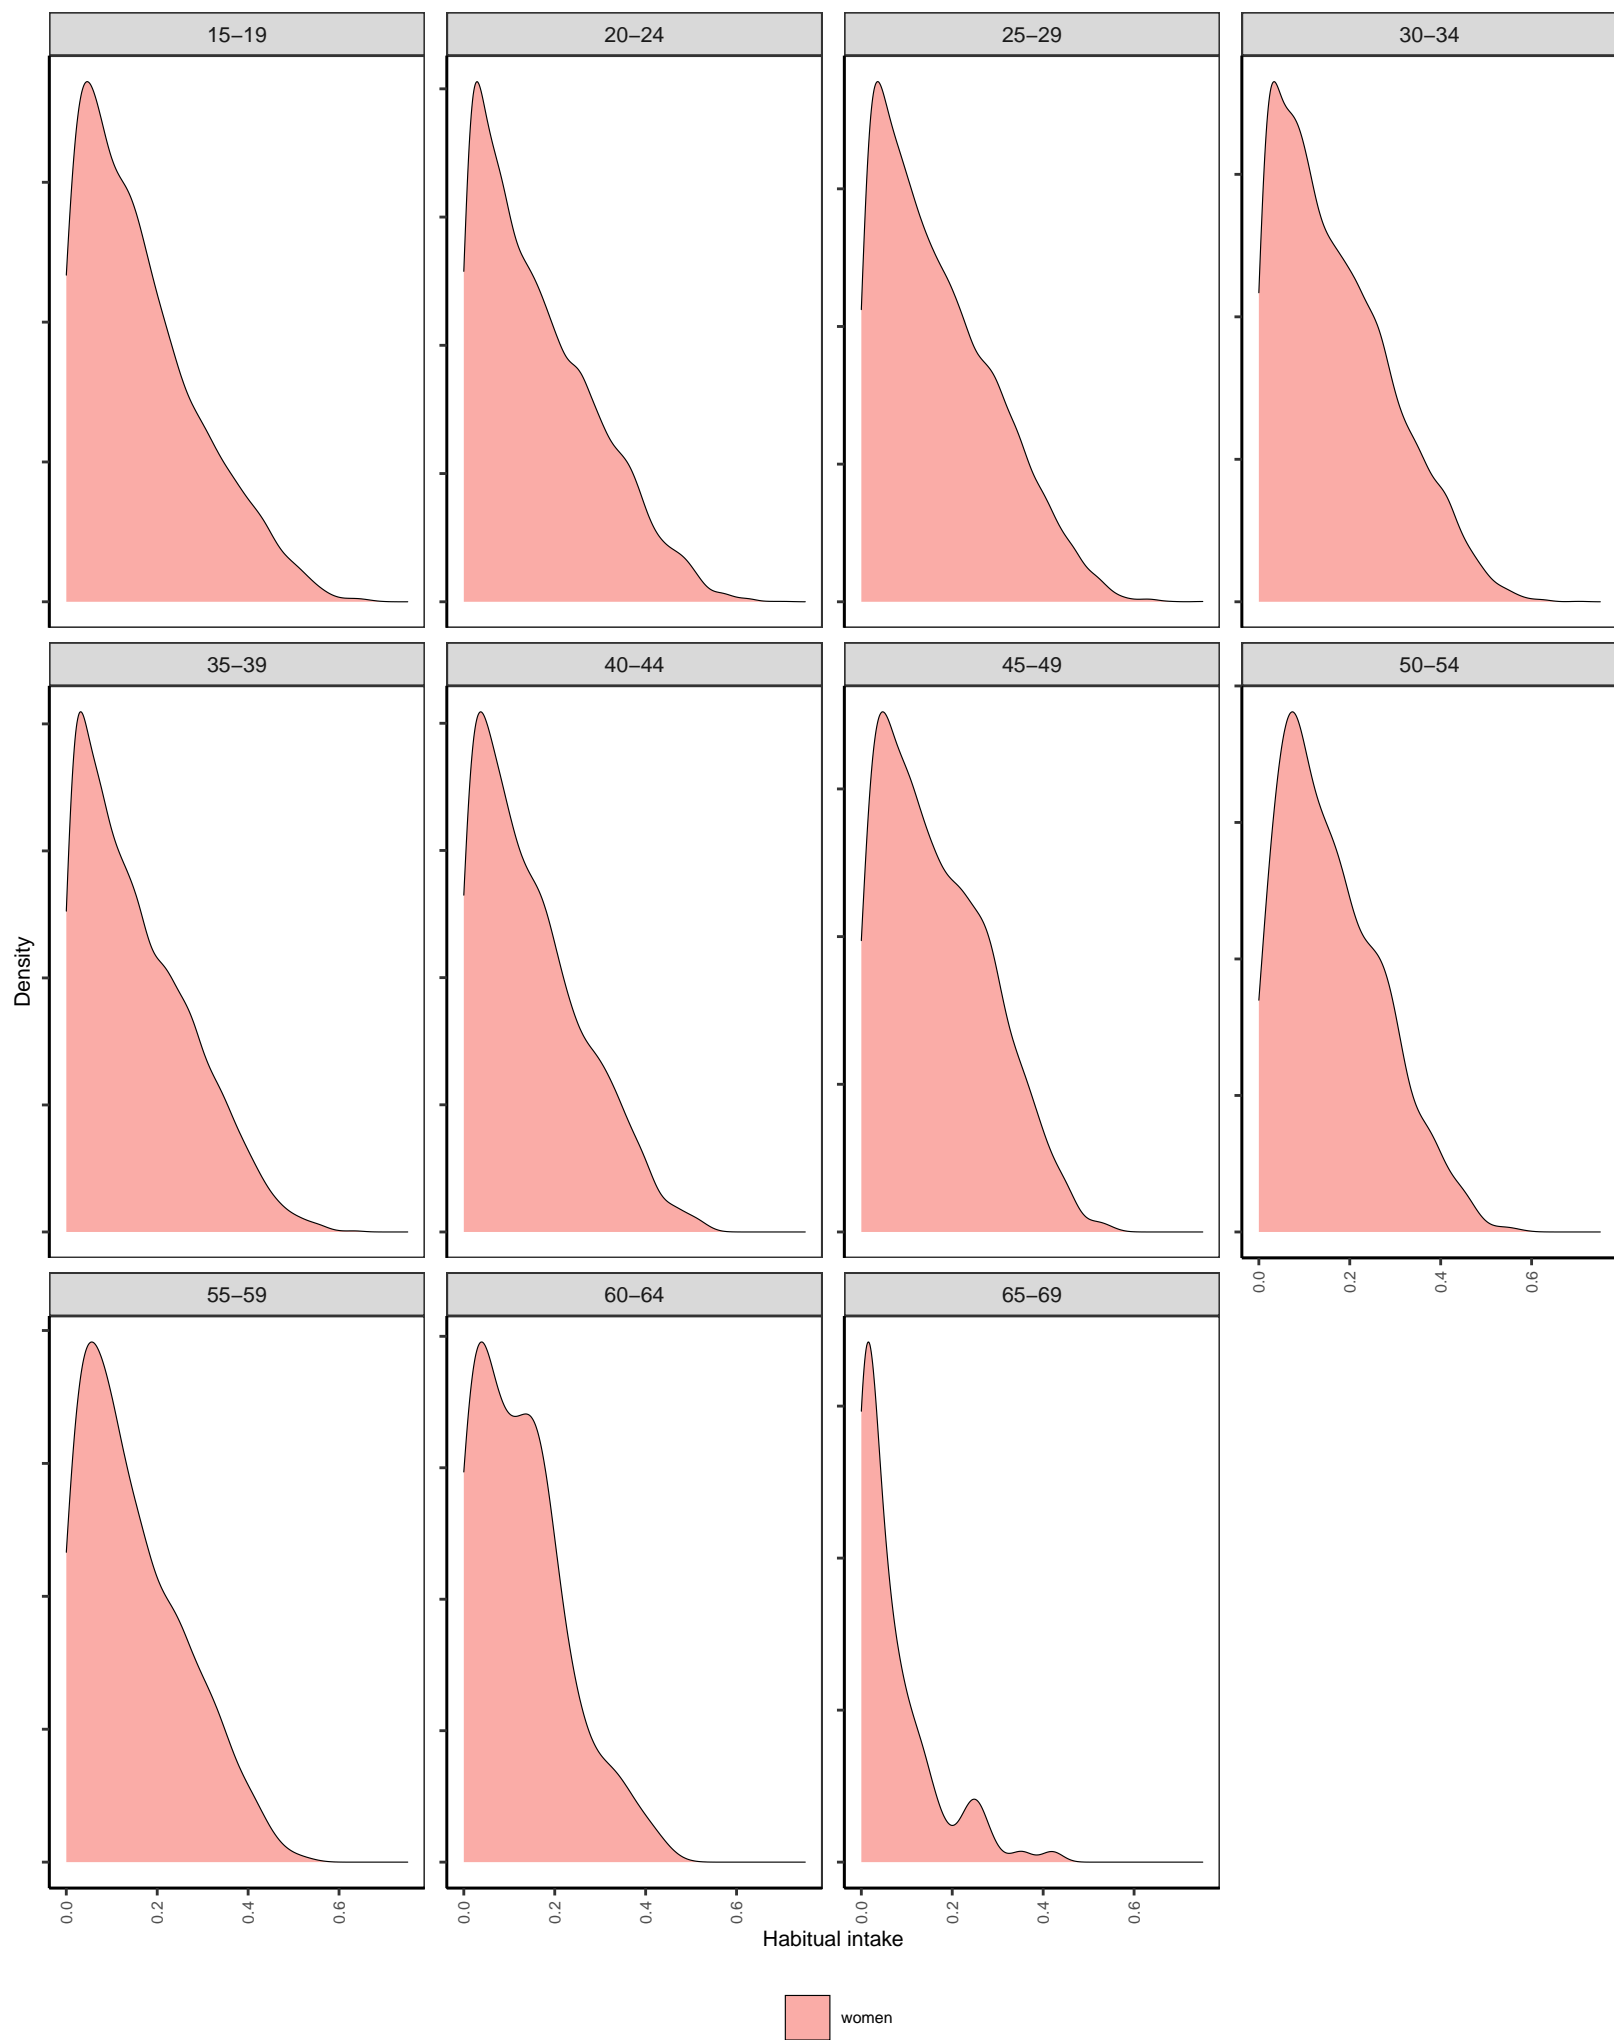 15–19 20–24 25–29 30–34
35–39 40–44 45–49 50–54
Density
0.0 0.2 0.4 0.6
55–59 60–64 65–69
0.0 0.2 0.4 0.6 0.0 0.2 0.4 0.6 0.0 0.2 0.4 0.6
Habitual intake
women